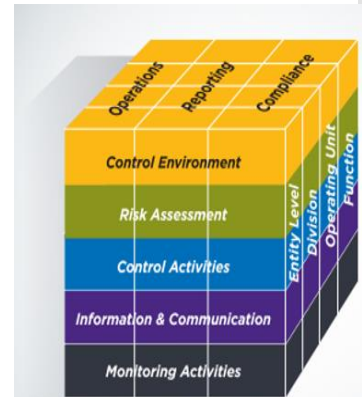 Operations
Reporting
Compliance
Control Environment
Risk Assessment
Control Activities
Information & Communication
Monitoring Activities
Entity Level
Division
Operating Unit
Function